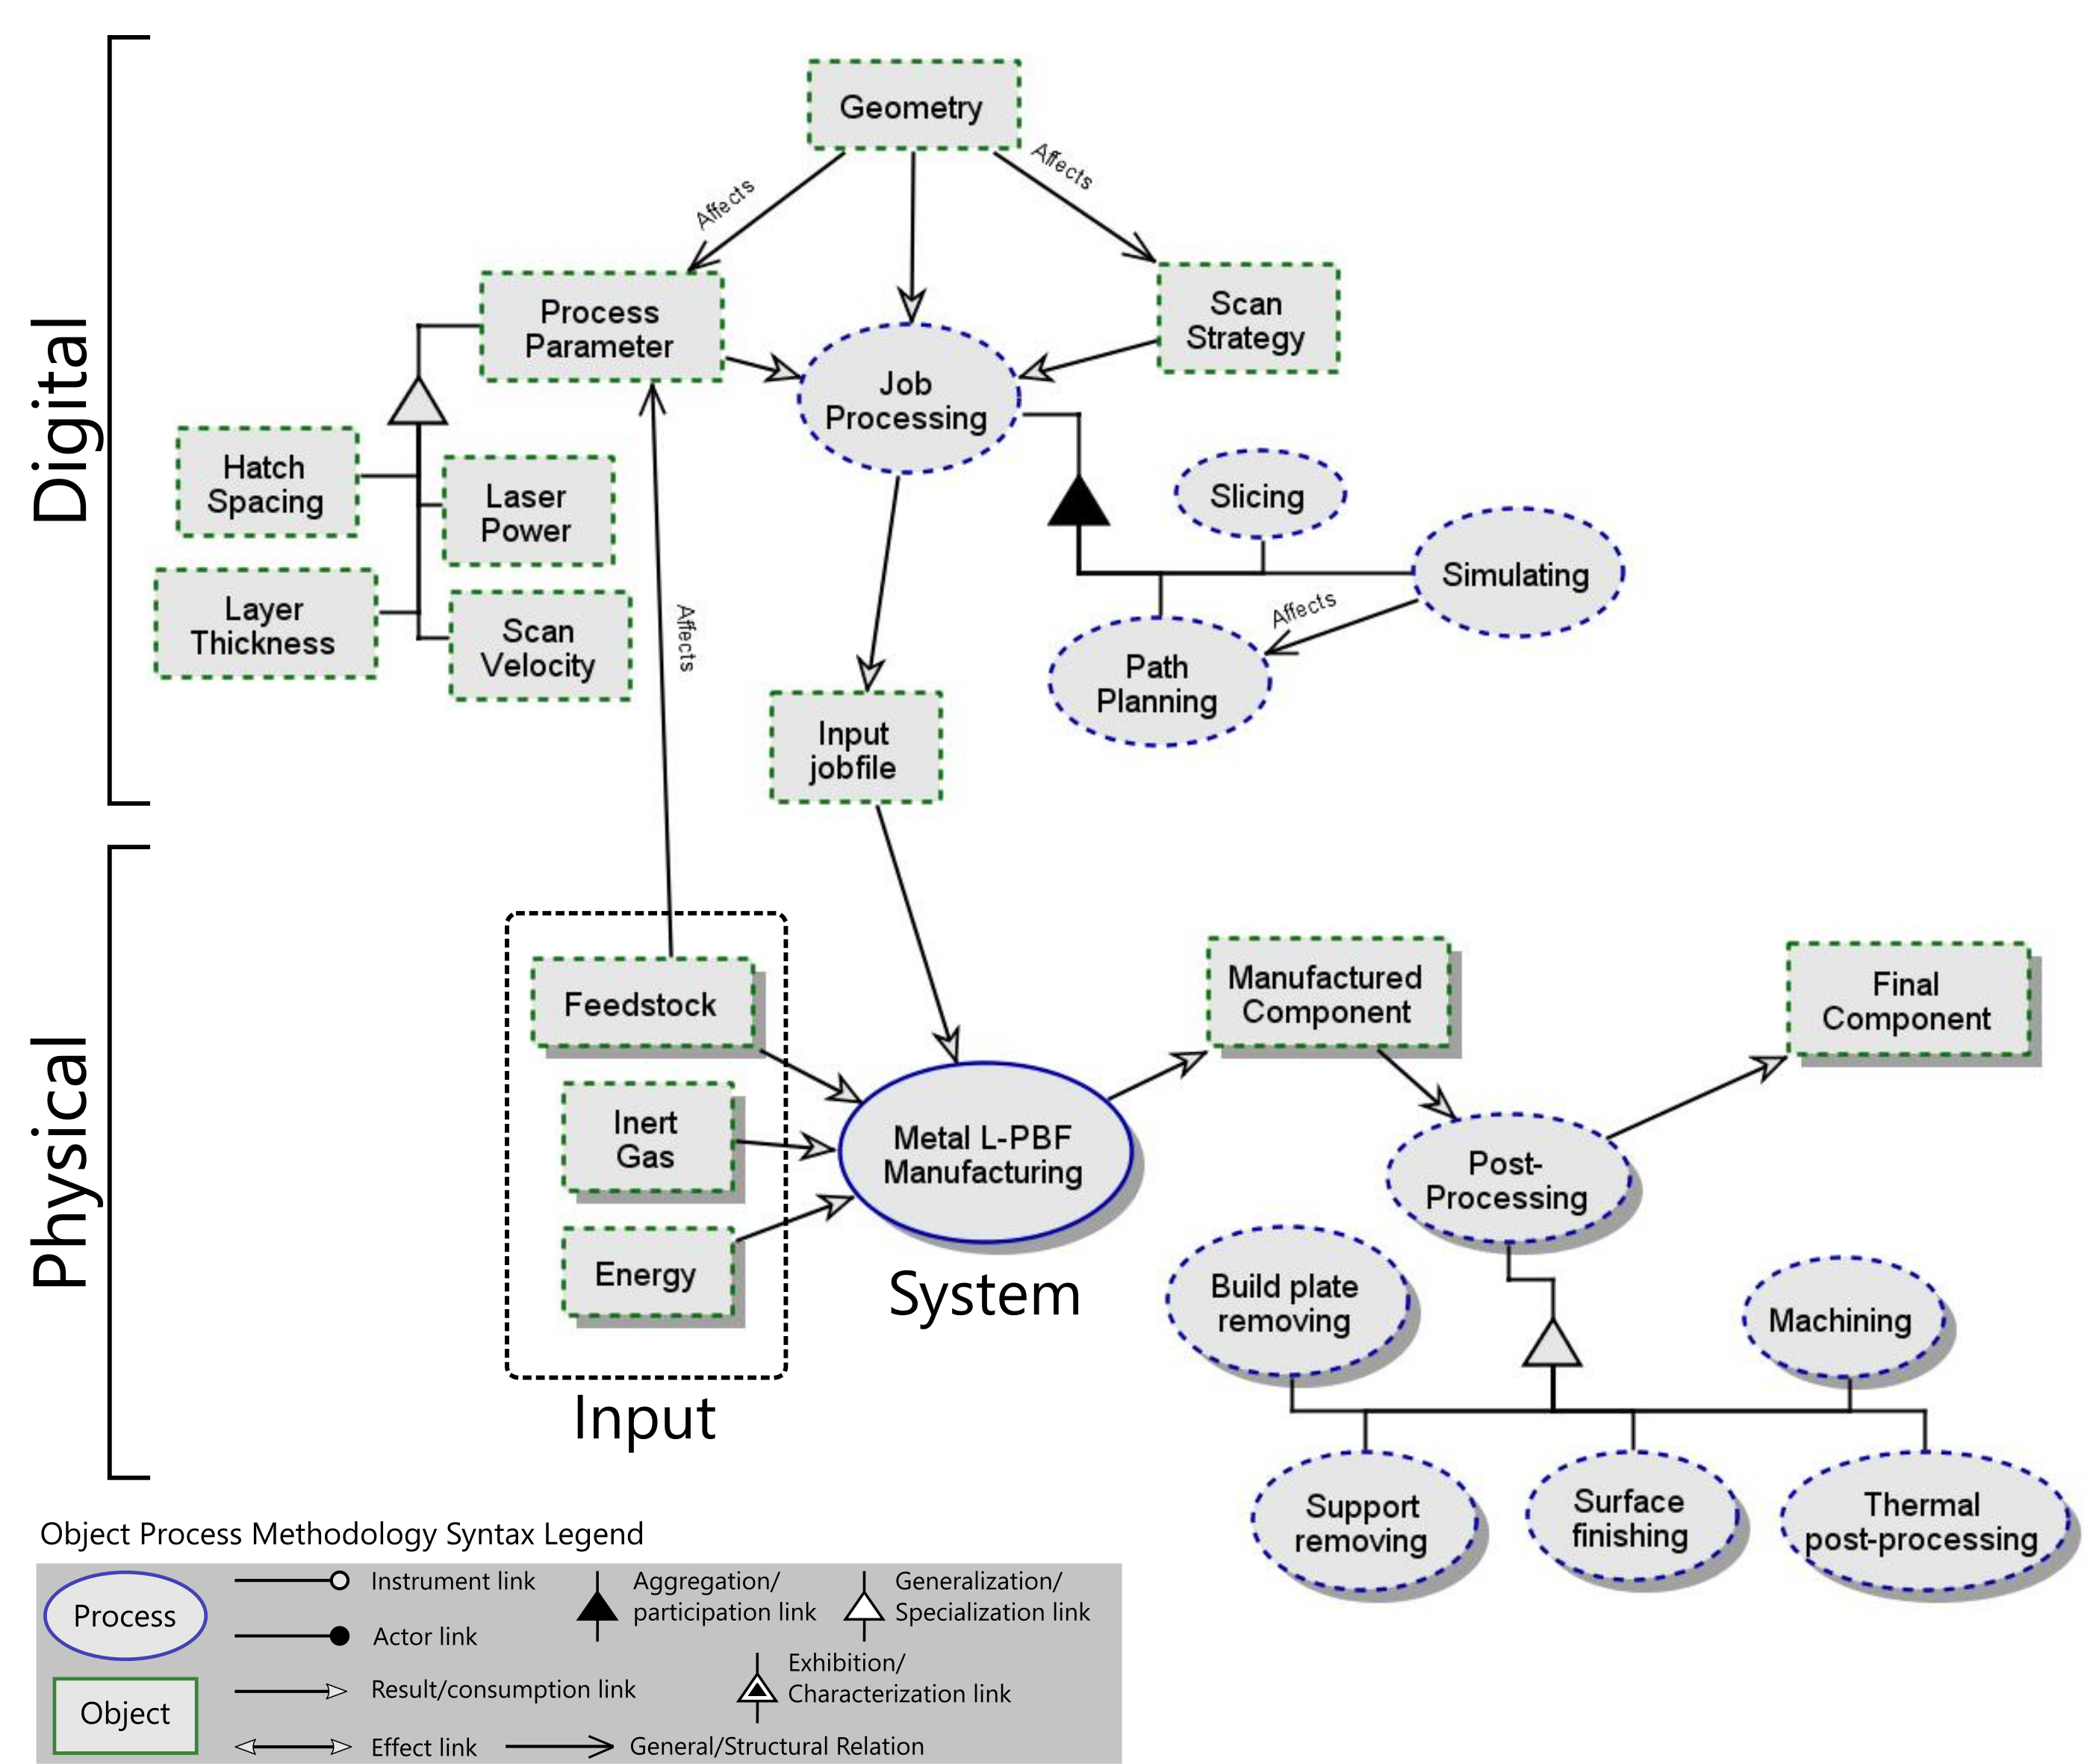 Digital
Geometry
Affects
Affects
Process
Parameter
Scan
Strategy
Job
Processing
Hatch
Spacing
Laser
Power
Slicing
Simulating
Layer
Thickness
Scan
Velocity
Affects
Affects
Path
Planning
Input
jobfile
Physical
Feedstock
Manufactured
Component
Final
Component
Inert
Gas
Metal L-PBF
Manufacturing
Post-
Processing
Energy
System
Build plate
removing
Machining
Input
Support
removing
Surface
finishing
Thermal
post-processing
Object Process Methodology Syntax Legend
Process
Object
Instrument link
Actor link
Result/consumption link
Effect link
Aggregation/
participation link
Generalization/
Specialization link
Exhibition/
Characterization link
General/Structural Relation